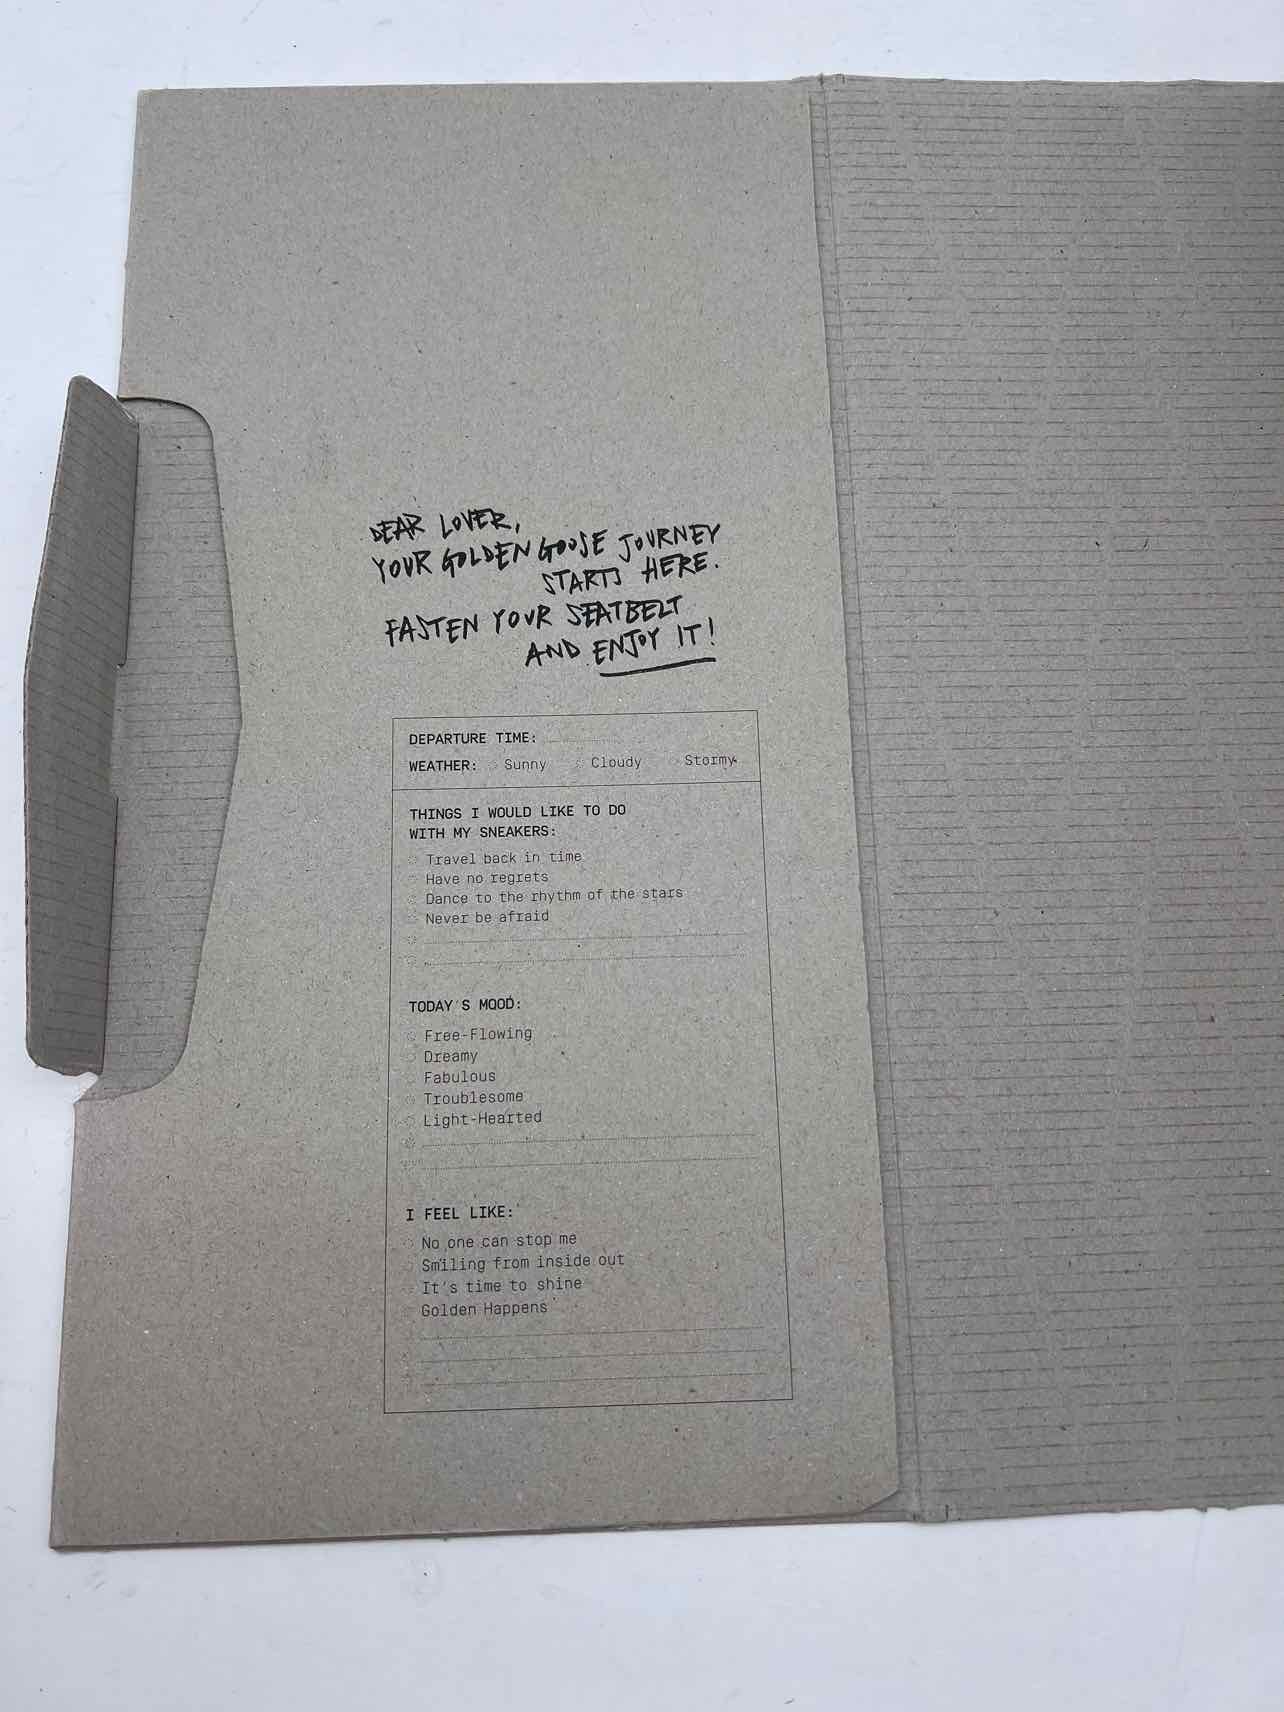 DEAR LOVER,
YOUR GOLDEN GOOSE JOURNEY
STARTS HERE.
FASTEN YOUR SEATBELT
AND ENJOY IT!
DEPARTURE TIME:
WEATHER: Sunny Cloudy Stormy
THINGS I WOULD LIKE TO DO
WITH MY SNEAKERS:
Travel back in time
Have no regrets
Dance to the rhythm of the stars
Never be afraid
TODAY'S MOOD:
Free-Flowing
Dreamy
Fabulous
Troublesome
Light-Hearted
I FEEL LIKE:
No one can stop me
Smiling from inside out
It's time to shine
Golden Happens